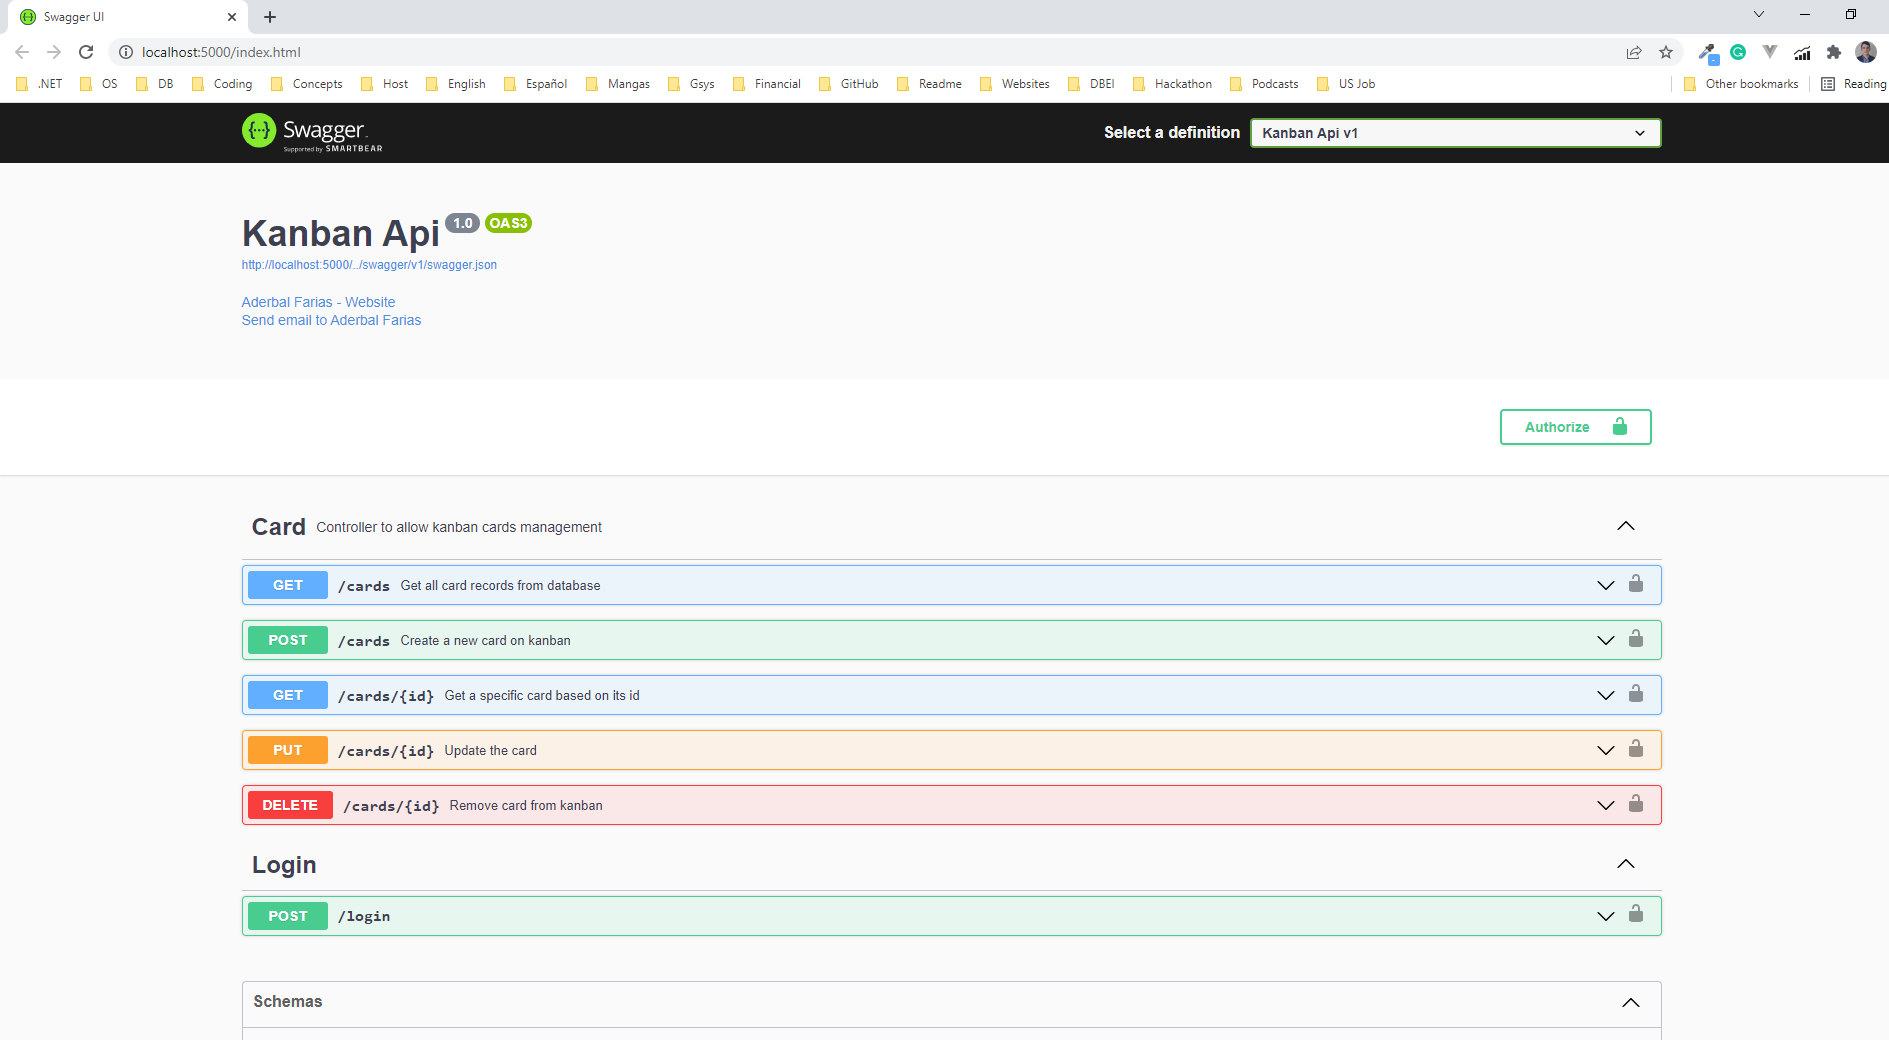 Swagger UI
localhost:5000/index.html
.NET OS DB Coding Concepts Host English Español Mangas Gsys Financial GitHub Readme Websites DBEI Hackathon Podcasts US Job Other bookmarks Reading
Swagger
Supported by SMARTBEAR
Select a definition Kanban Api v1
Kanban Api 1.0 OAS3
http://localhost:5000/../swagger/v1/swagger.json
Aderbal Farias - Website
Send email to Aderbal Farias
Authorize
Card Controller to allow kanban cards management
GET /cards Get all card records from database
POST /cards Create a new card on kanban
GET /cards/{id} Get a specific card based on its id
PUT /cards/{id} Update the card
DELETE /cards/{id} Remove card from kanban
Login
POST /login
Schemas